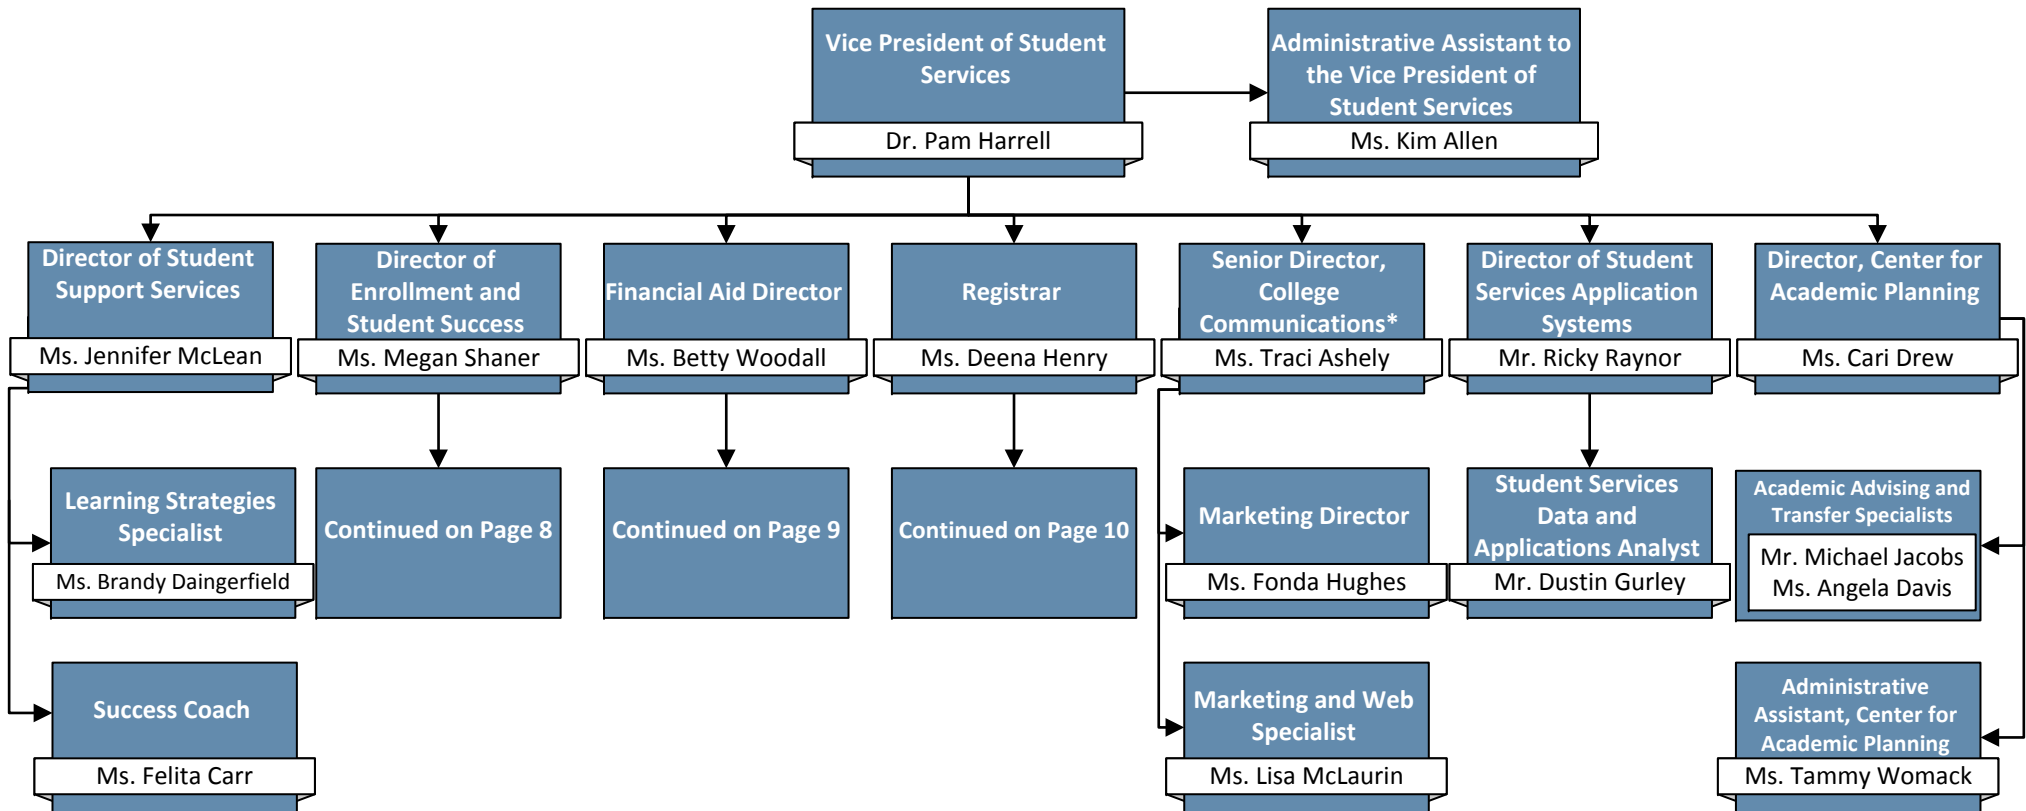 Vice President of Student
Services
Dr. Pam Harrell
Administrative Assistant to
the Vice President of
Student Services
Ms. Kim Allen
Director of Student
Support Services
Ms. Jennifer McLean
Director of
Enrollment and
Student Success
Ms. Megan Shaner
Financial Aid Director
Ms. Betty Woodall
Registrar
Ms. Deena Henry
Senior Director,
College
Communications*
Ms. Traci Ashely
Director of Student
Services Application
Systems
Mr. Ricky Raynor
Director, Center for
Academic Planning
Ms. Cari Drew
Learning Strategies
Specialist
Ms. Brandy Daingerfield
Continued on Page 8
Continued on Page 9
Continued on Page 10
Marketing Director
Ms. Fonda Hughes
Student Services
Data and
Applications Analyst
Mr. Dustin Gurley
Academic Advising and
Transfer Specialists
Mr. Michael Jacobs
Ms. Angela Davis
Success Coach
Ms. Felita Carr
Marketing and Web
Specialist
Ms. Lisa McLaurin
Administrative
Assistant, Center for
Academic Planning
Ms. Tammy Womack